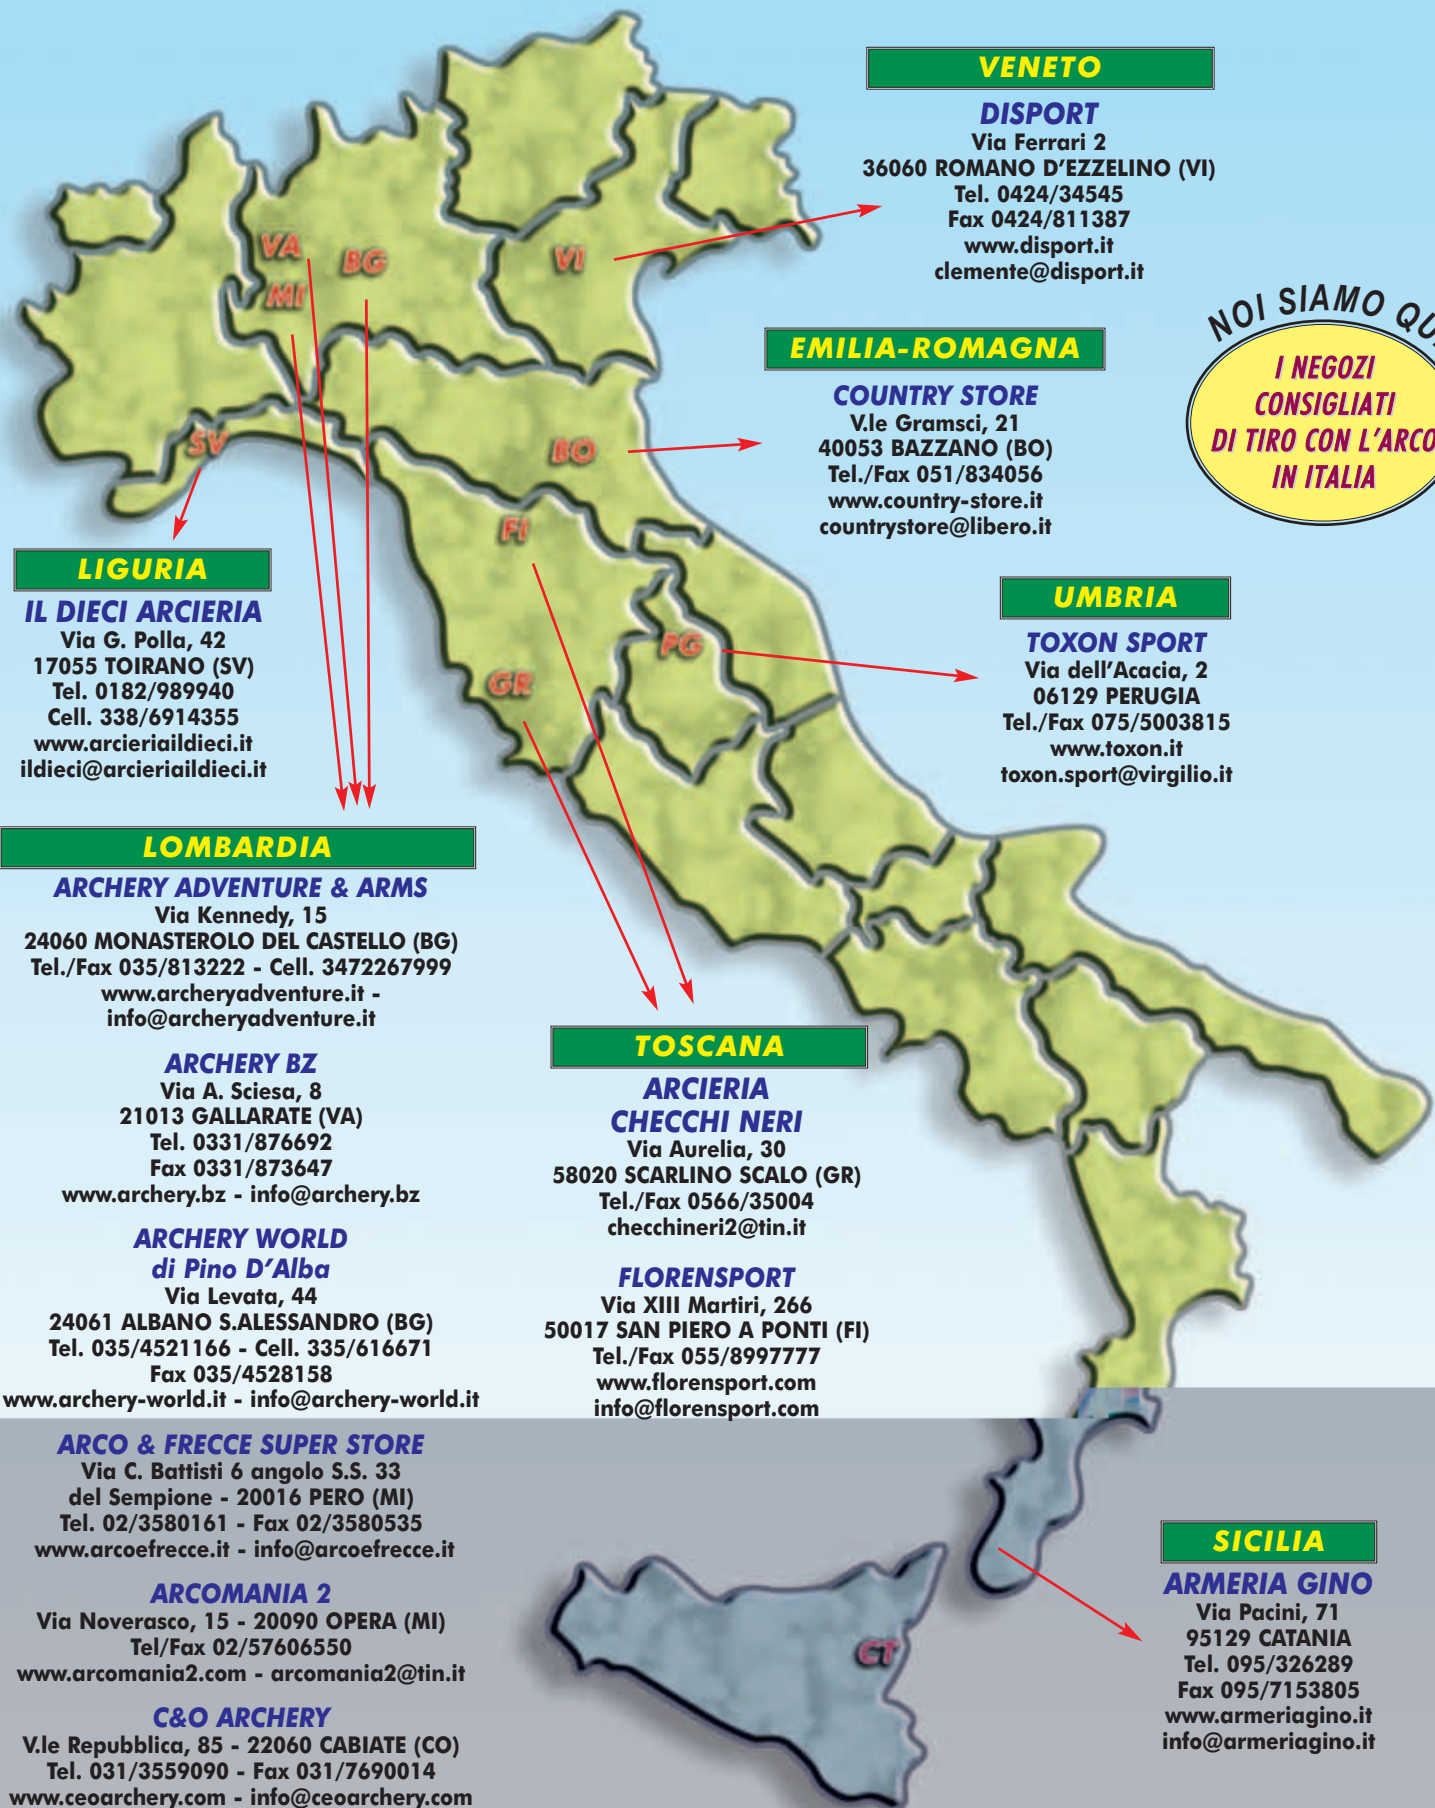 VENETO
DISPORT
Via Ferrari 2
36060 ROMANO D'EZZELINO (VI)
Tel. 0424/34545
Fax 0424/811387
www.disport.it
clemente@disport.it
NOI SIAMO
I NEGOZI
CONSIGLIATI
DI TIRO CON L'ARCO
IN ITALIA
EMILIA-ROMAGNA
COUNTRY STORE
V.le Gramsci, 21
40053 BAZZANO (BO)
Tel./Fax 051/834056
www.country-store.it
countrystore@libero.it
VA
BG
MI
VI
SV
BO
FI
GR
PG
CT
LIGURIA
IL DIECI ARCIERIA
Via G. Polla, 42
17055 TOIRANO (SV)
Tel. 0182/989940
Cell. 338/6914355
www.arcieriaildieci.it
ildieci@arcieriaildieci.it
UMBRIA
TOXON SPORT
Via dell'Acacia, 2
06129 PERUGIA
Tel./Fax 075/5003815
www.toxon.it
toxon.sport@virgilio.it
LOMBARDIA
ARCHERY ADVENTURE & ARMS
Via Kennedy, 15
24060 MONASTEROLO DEL CASTELLO (BG)
Tel./Fax 035/813222 - Cell. 3472267999
www.archeryadventure.it -
info@archeryadventure.it
ARCHERY BZ
Via A. Sciesa, 8
21013 GALLARATE (VA)
Tel. 0331/876692
Fax 0331/873647
www.archery.bz - info@archery.bz
ARCHERY WORLD
di Pino D'Alba
Via Levata, 44
24061 ALBANO S.ALESSANDRO (BG)
Tel. 035/4521166 - Cell. 335/616671
Fax 035/4528158
www.archery-world.it - info@archery-world.it
ARCO & FRECCE SUPER STORE
Via C. Battisti 6 angolo S.S. 33
del Sempione - 20016 PERO (MI)
Tel. 02/3580161 - Fax 02/3580535
www.arcoefrecce.it - info@arcoefrecce.it
ARCOMANIA 2
Via Noverasco, 15 - 20090 OPERA (MI)
Tel/Fax 02/57606550
www.arcomania2.com - arcomania2@tin.it
C&O ARCHERY
V.le Repubblica, 85 - 22060 CABIATE (CO)
Tel. 031/3559090 - Fax 031/7690014
www.ceoarchery.com - info@ceoarchery.com
TOSCANA
ARCIERIA
CHECCHI NERI
Via Aurelia, 30
58020 SCARLINO SCALO (GR)
Tel./Fax 0566/35004
checchineri2@tin.it
FLORENSPORT
Via XIII Martiri, 266
50017 SAN PIERO A PONTI (FI)
Tel./Fax 055/8997777
www.florensport.com
info@florensport.com
SICILIA
ARMERIA GINO
Via Pacini, 71
95129 CATANIA
Tel. 095/326289
Fax 095/7153805
www.armeriagino.it
info@armeriagino.it